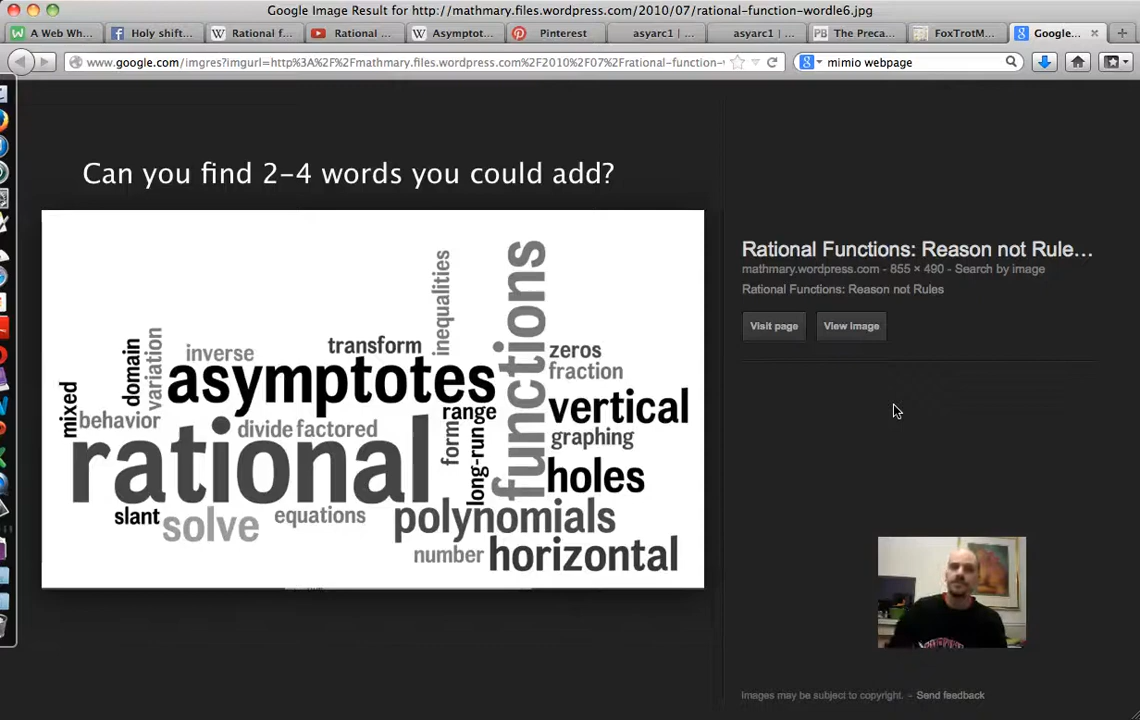 Google Image Result for http://mathmary.files.wordpress.com/2010/07/rational-function-wordle6.jpg
A Web Wh...
Holy shift...
Rational f...
Rational ...
Asymptot...
Pinterest
asyarc1 | ...
asyarc1 | ...
The Preca...
FoxTrotM...
Google...
www.google.com/imgres?imgurl=http%3A%2F%2Fmathmary.files.wordpress.com%2F2010%2F07%2Frational-function-
mimio webpage
Can you find 2-4 words you could add?
inequalities
functions
domain
variation
inverse
transform
zeros
fraction
mixed
asymptotes
behavior
range
vertical
divide
factored
form
long-run
graphing
rational
holes
slant
solve
equations
polynomials
number
horizontal
Rational Functions: Reason not Rule...
mathmary.wordpress.com - 855 × 490 - Search by image
Rational Functions: Reason not Rules
Visit page
View image
Images may be subject to copyright. - Send feedback